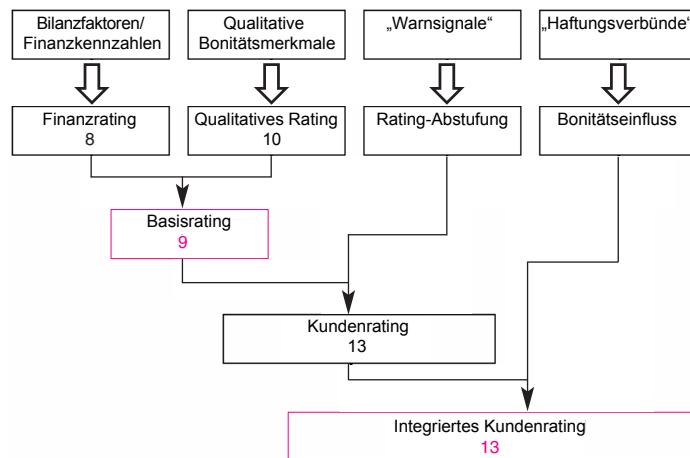 Bilanzfaktoren/
Finanzkennzahlen
Qualitative
Bonitätsmerkmale
„Warnsignale“
„Haftungsverbünde“
Finanzrating
8
Qualitatives Rating
10
Rating-Abstufung
Bonitätseinfluss
Basisrating
9
Kundenrating
13
Integriertes Kundenrating
13